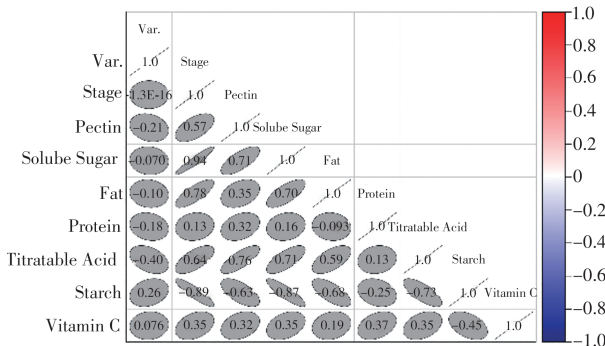 Var.
Var. 1.0 Stage
Stage -1.3E-16 1.0 Pectin
Pectin -0.21 0.57 1.0 Solube Sugar
Solube Sugar -0.070 0.94 0.71 1.0 Fat
Fat -0.10 0.78 0.35 0.70 1.0 Protein
Protein -0.18 0.13 0.32 0.16 -0.093 1.0 Titratable Acid
Titratable Acid -0.40 0.64 0.76 0.71 0.59 0.13 1.0 Starch
Starch 0.26 -0.89 -0.63 -0.87 -0.68 -0.25 -0.73 1.0 Vitamin C
Vitamin C 0.076 0.35 0.32 0.35 0.19 0.37 0.35 -0.45 1.0
1.0
0.8
0.6
0.4
0.2
0
-0.2
-0.4
-0.6
-0.8
-1.0